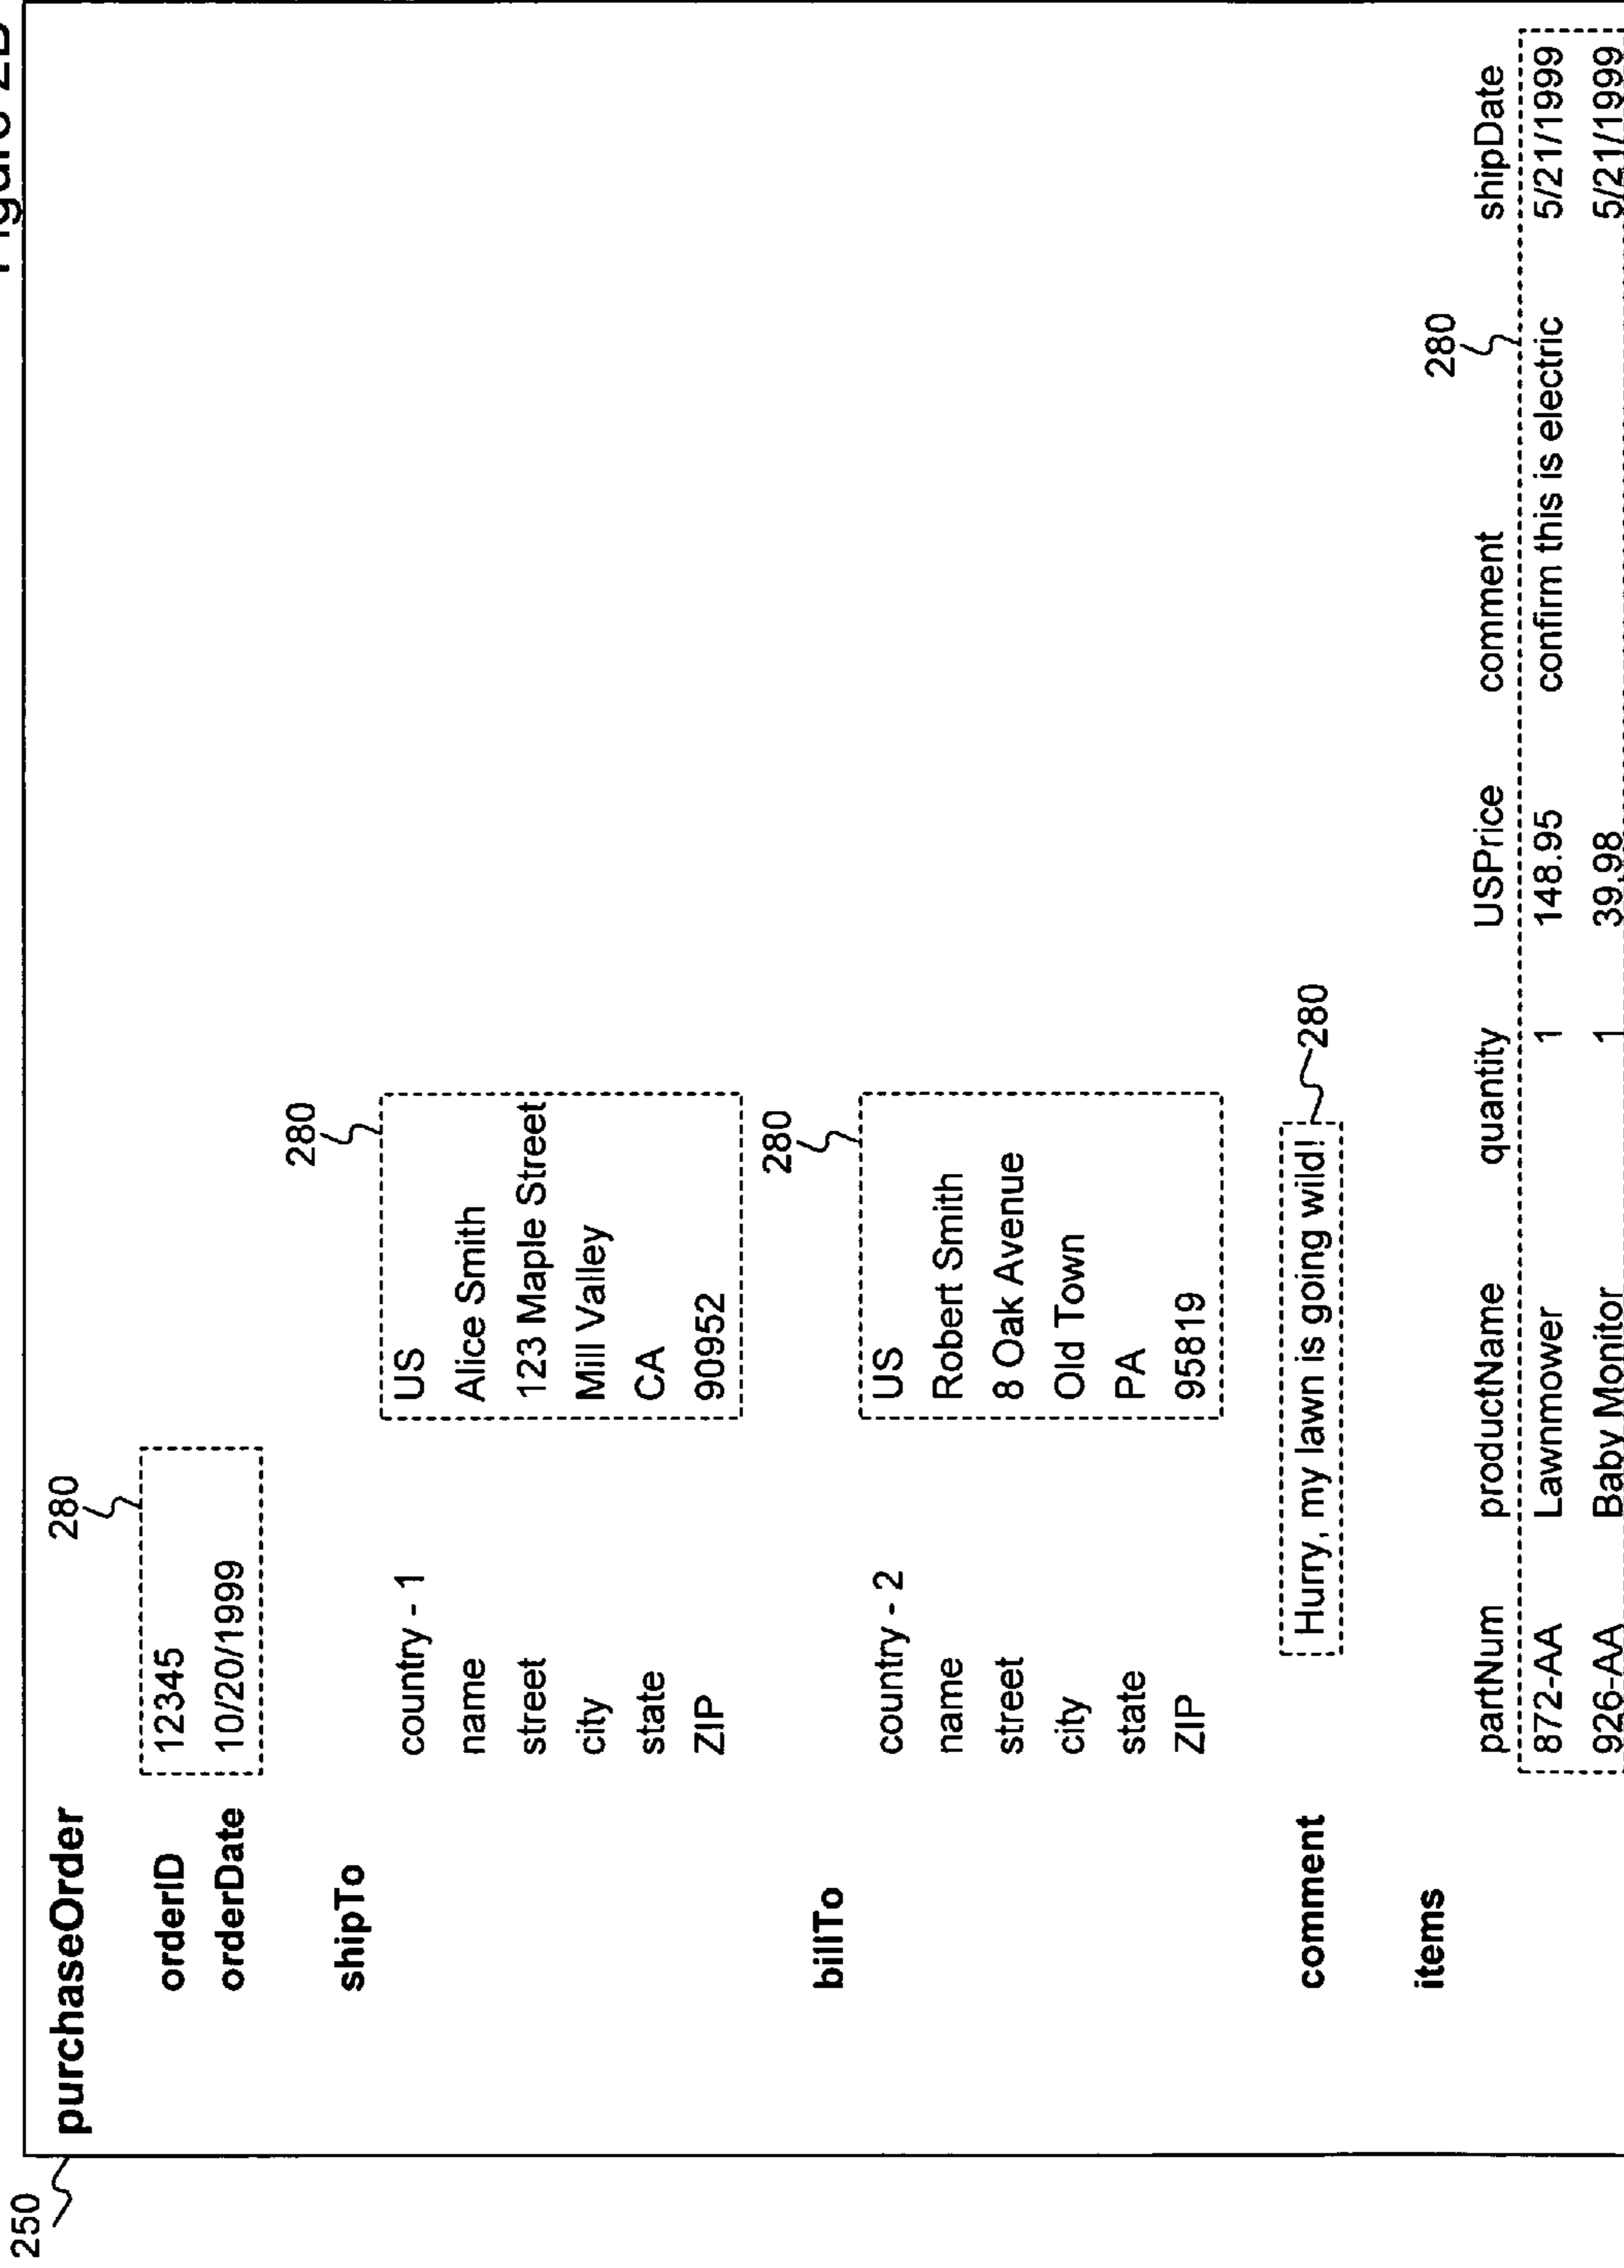 Figure 2B
250
purchaseOrder
280
orderID 12345
orderDate 10/20/1999
shipTo
280
country - 1 US
name Alice Smith
street 123 Maple Street
city Mill Valley
state CA
ZIP 90952
billTo
280
country - 2 US
name Robert Smith
street 8 Oak Avenue
city Old Town
state PA
ZIP 95819
comment Hurry, my lawn is going wild! 280
items
280
partNum productName quantity USPrice comment shipDate
872-AA Lawnmower 1 148.95 confirm this is electric 5/21/1999
926-AA Baby Monitor 1 39.98 5/21/1999